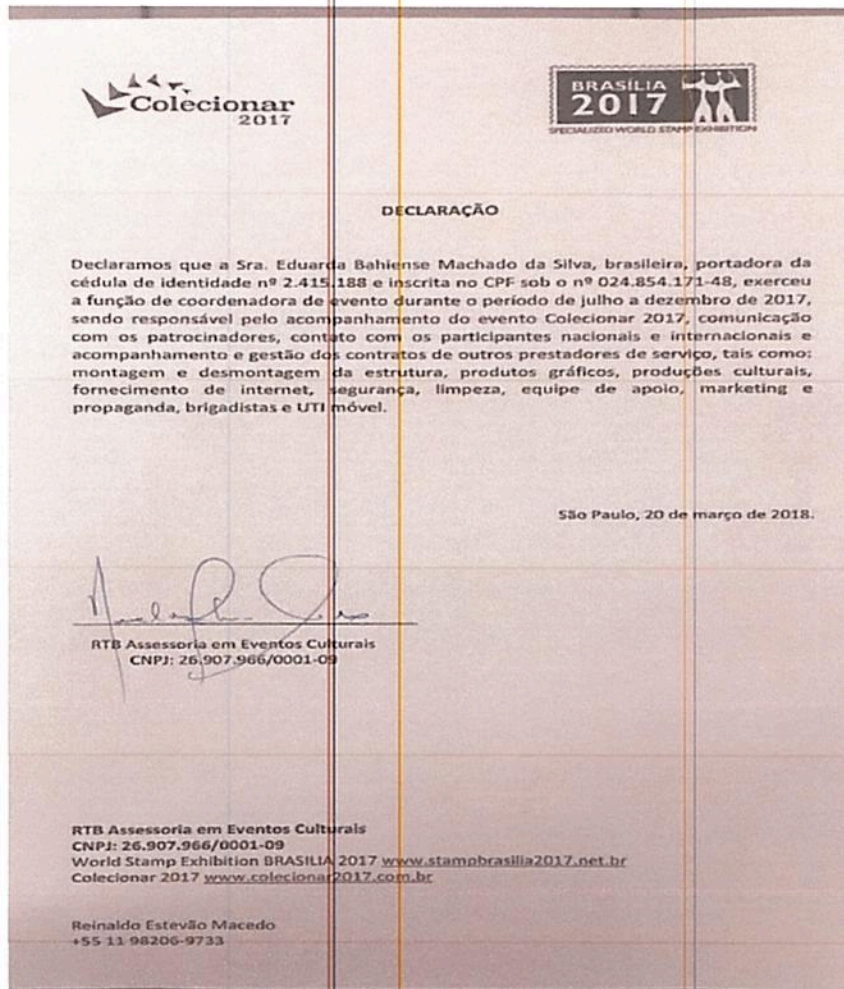 Colecionar
2017
BRASÍLIA
2017
SPECIALIZED WORLD STAMP EXHIBITION
DECLARAÇÃO
Declaramos que a Sra. Eduarda Bahiense Machado da Silva, brasileira, portadora da
cédula de identidade nº 2.415.188 e inscrita no CPF sob o nº 024.854.171-48, exerceu
a função de coordenadora de evento durante o período de julho a dezembro de 2017,
sendo responsável pelo acompanhamento do evento Colecionar 2017, comunicação
com os patrocinadores, contato com os participantes nacionais e internacionais e
acompanhamento e gestão dos contratos de outros prestadores de serviço, tais como:
montagem e desmontagem da estrutura, produtos gráficos, produções culturais,
fornecimento de internet, segurança, limpeza, equipe de apoio, marketing e
propaganda, brigadistas e UTI móvel.
São Paulo, 20 de março de 2018.
RTB Assessoria em Eventos Culturais
CNPJ: 26.907.966/0001-09
RTB Assessoria em Eventos Culturais
CNPJ: 26.907.966/0001-09
World Stamp Exhibition BRASILIA 2017 www.stampbrasilia2017.net.br
Colecionar 2017 www.colecionar2017.com.br
Reinaldo Estevão Macedo
+55 11 98206-9733